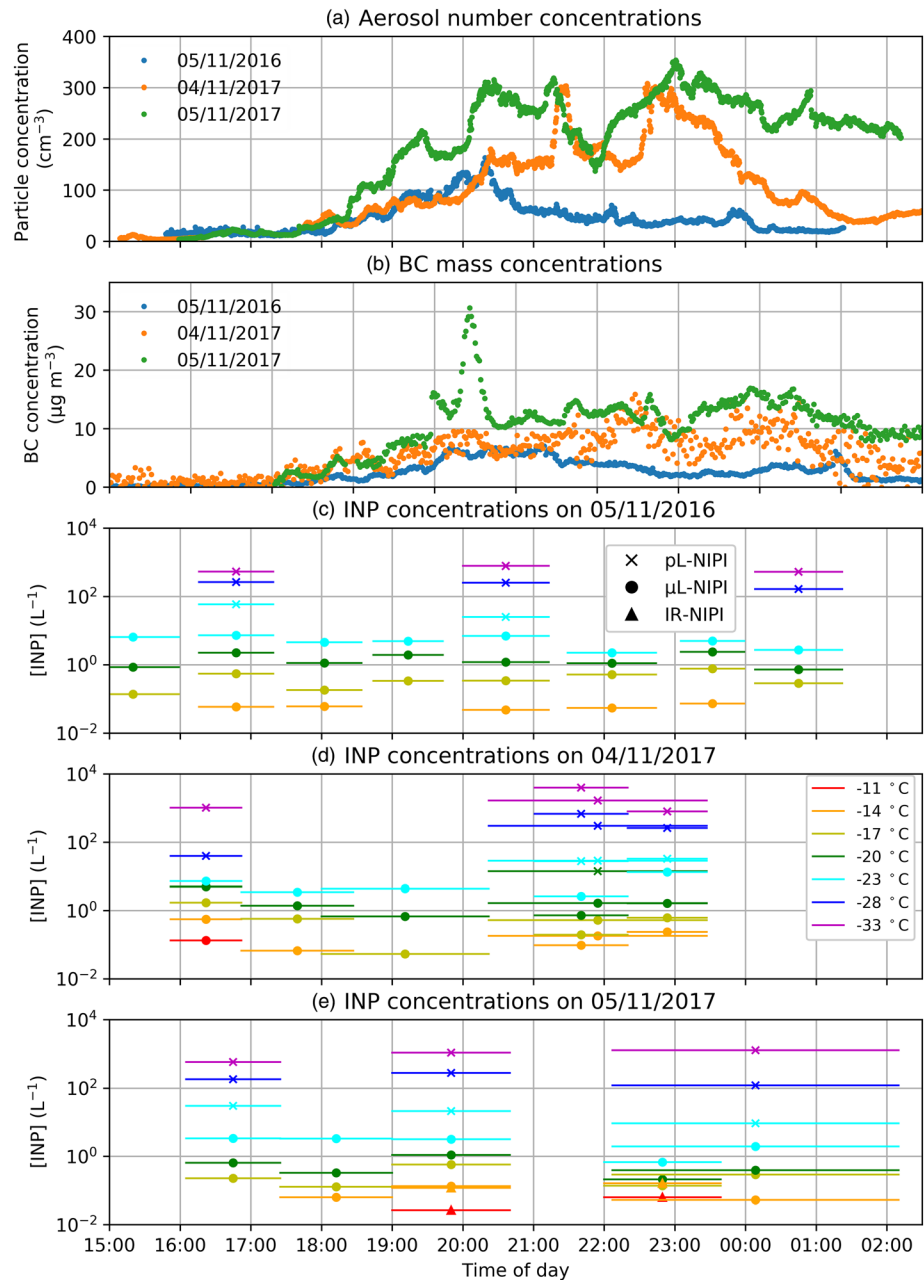 (a) Aerosol number concentrations
400
300
200
100
0
Particle concentration
(cm⁻³)
05/11/2016
04/11/2017
05/11/2017
(b) BC mass concentrations
30
20
10
0
BC concentration
(µg m⁻³)
05/11/2016
04/11/2017
05/11/2017
(c) INP concentrations on 05/11/2016
10⁴
10²
10⁰
10⁻²
[INP] (L⁻¹)
pL-NIPI
µL-NIPI
IR-NIPI
(d) INP concentrations on 04/11/2017
10⁴
10²
10⁰
10⁻²
[INP] (L⁻¹)
-11 °C
-14 °C
-17 °C
-20 °C
-23 °C
-28 °C
-33 °C
(e) INP concentrations on 05/11/2017
10⁴
10²
10⁰
10⁻²
[INP] (L⁻¹)
15:00 16:00 17:00 18:00 19:00 20:00 21:00 22:00 23:00 00:00 01:00 02:00
Time of day